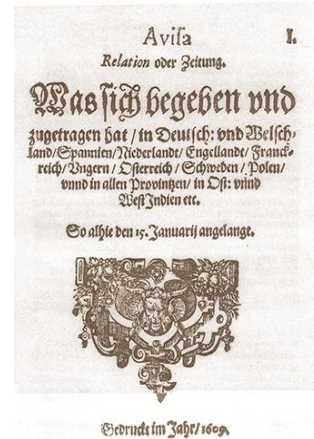 Avisa I.
Relation oder Zeitung.
Was sich begeben vnd
zugetragen hat / in Deutsch: vnd Welsch-
land / Spannien / Niederlandt / Engellandt / Franck-
reich / Vngern / Osterreich / Schweden / Polen /
vnnd in allen Provintzen / in Ost: vnnd
West Indien etc.
So alhie den 15. Januarij angelangt.
Gedruckt im Jahr / 1609.